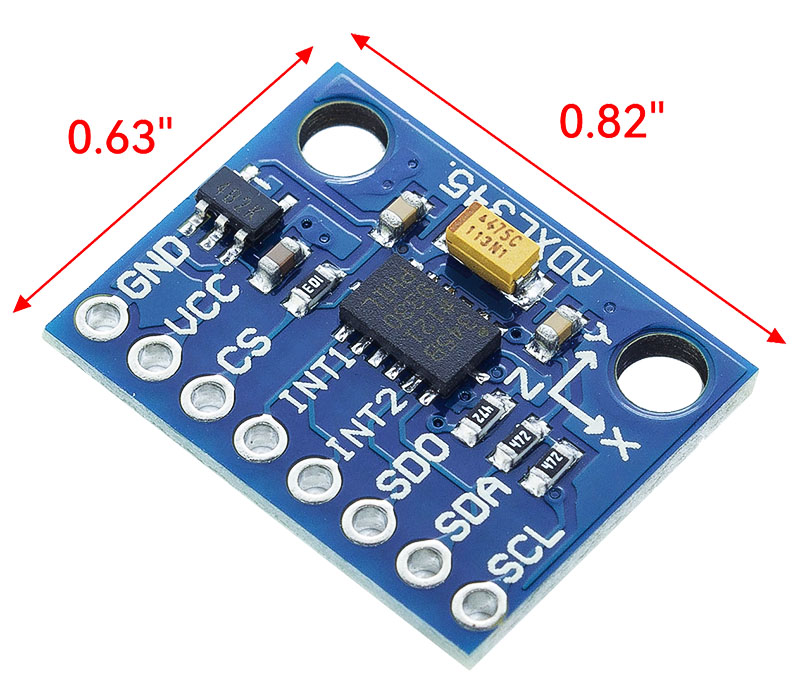 0.63"
0.82"
ADXL345.
4B2K
475C
113N1
E01
GND
VCC
CS
INT1
INT2
SDO
SDA
SCL
Y
Z
X
472
472
472